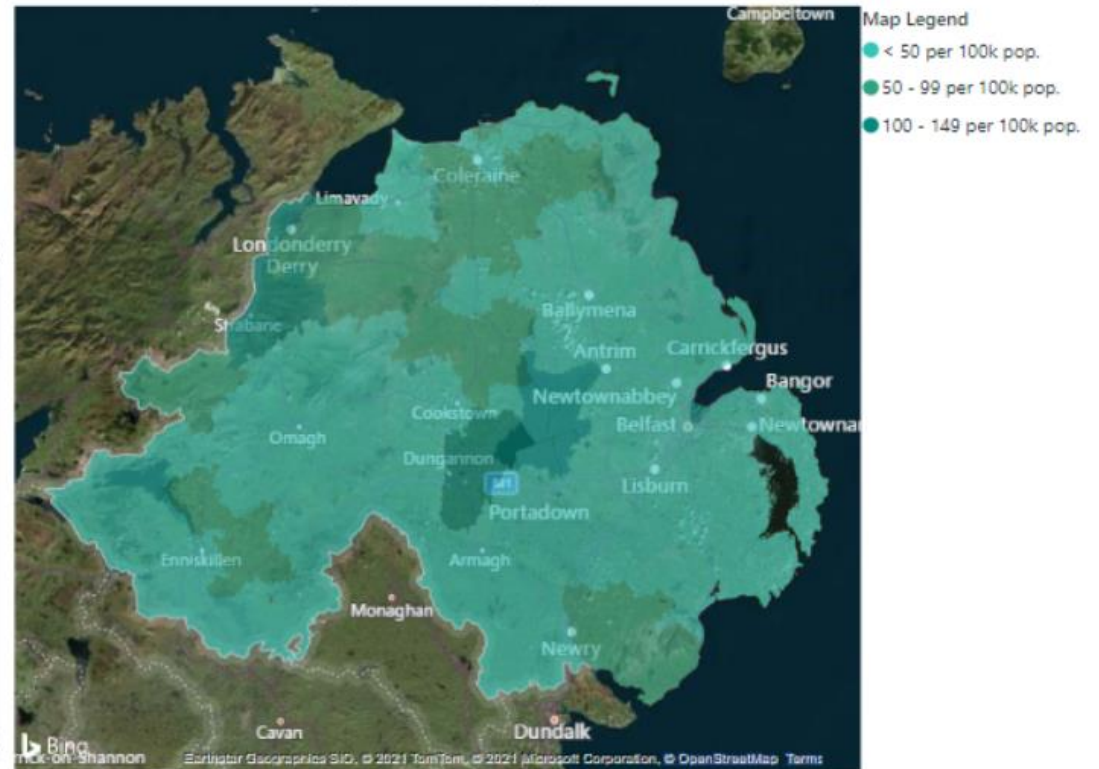 Campbeltown
Map Legend
< 50 per 100k pop.
50 - 99 per 100k pop.
100 - 149 per 100k pop.
Coleraine
Limavady
Londonderry
Derry
Strabane
Ballymena
Antrim
Carrickfergus
Bangor
Newtownabbey
Cookstown
Belfast
Newtowna
Omagh
Dungannon
Lisburn
M1
Portadown
Enniskillen
Armagh
Monaghan
Newry
Cavan
Dundalk
Bing
rick-on-Shannon
Earthstar Geographics SIO, © 2021 TomTom, © 2021 Microsoft Corporation, © OpenStreetMap Terms